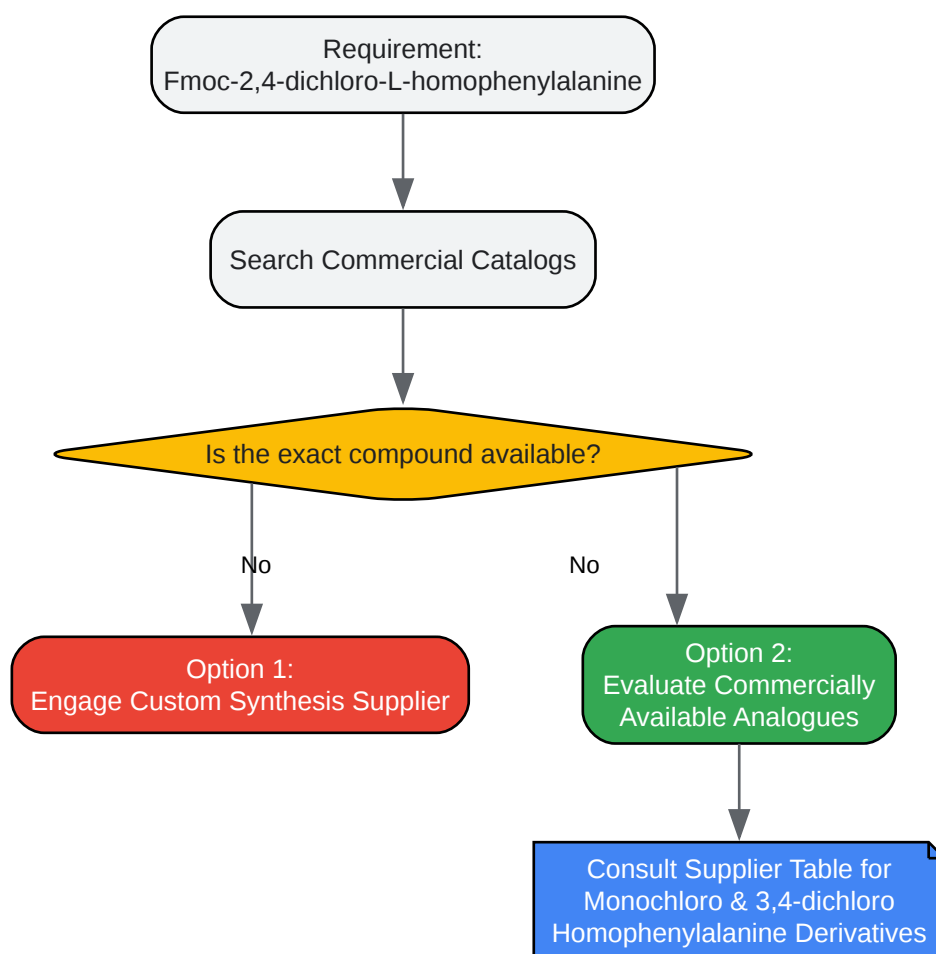 Requirement:
Fmoc-2,4-dichloro-L-homophenylalanine
Search Commercial Catalogs
Is the exact compound available?
No
No
Option 1:
Engage Custom Synthesis Supplier
Option 2:
Evaluate Commercially
Available Analogues
Consult Supplier Table for
Monochloro & 3,4-dichloro
Homophenylalanine Derivatives